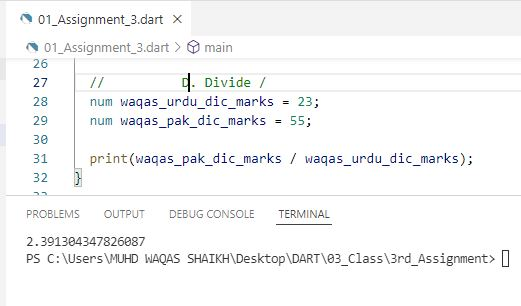 01_Assignment_3.dart ×
01_Assignment_3.dart > main
26
27 // D. Divide /
28 num waqas_urdu_dic_marks = 23;
29 num waqas_pak_dic_marks = 55;
30
31 print(waqas_pak_dic_marks / waqas_urdu_dic_marks);
32 }
33
PROBLEMS OUTPUT DEBUG CONSOLE TERMINAL
2.391304347826087
PS C:\Users\MUHD WAQAS SHAIKH\Desktop\DART\03_Class\3rd_Assignment>